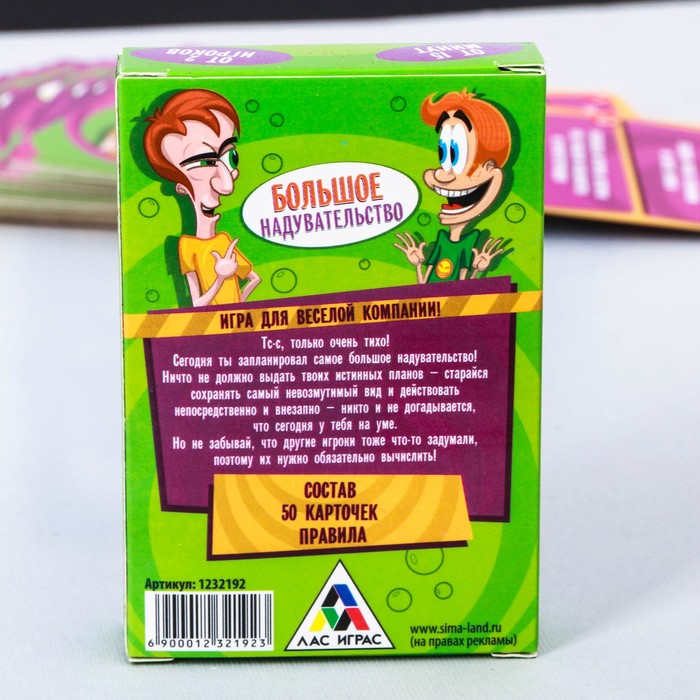 ОТ 2
ИГРОКОВ
ОТ 15
МИНУТ
БОЛЬШОЕ
НАДУВАТЕЛЬСТВО
ИГРА ДЛЯ ВЕСЕЛОЙ КОМПАНИИ!
Тс-с, только очень тихо!
Сегодня ты запланировал самое большое надувательство!
Ничто не должно выдать твоих истинных планов – старайся
сохранять самый невозмутимый вид и действовать
непосредственно и внезапно – никто и не догадывается,
что сегодня у тебя на уме.
Но не забывай, что другие игроки тоже что-то задумали,
поэтому их нужно обязательно вычислить!
СОСТАВ
50 КАРТОЧЕК
ПРАВИЛА
Артикул: 1232192
6 900012 321923
ЛАС ИГРАС
www.sima-land.ru
(на правах рекламы)